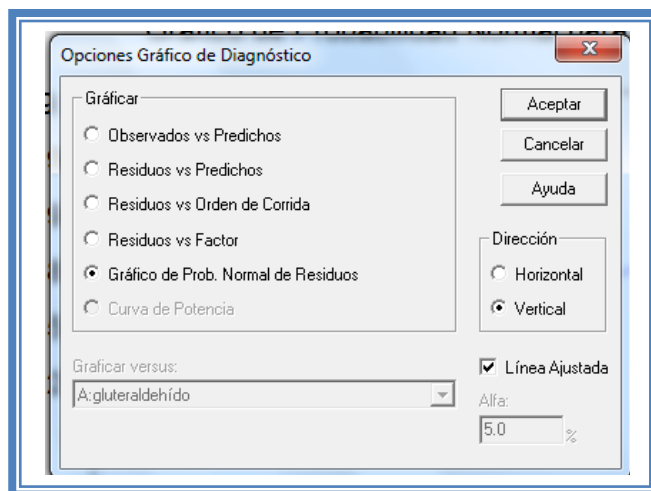 Opciones Gráfico de Diagnóstico
Gráficar
Observados vs Predichos
Residuos vs Predichos
Residuos vs Orden de Corrida
Residuos vs Factor
Gráfico de Prob. Normal de Residuos
Curva de Potencia
Aceptar
Cancelar
Ayuda
Dirección
Horizontal
Vertical
Graficar versus:
A:gluteraldehído
Línea Ajustada
Alfa:
5.0 %